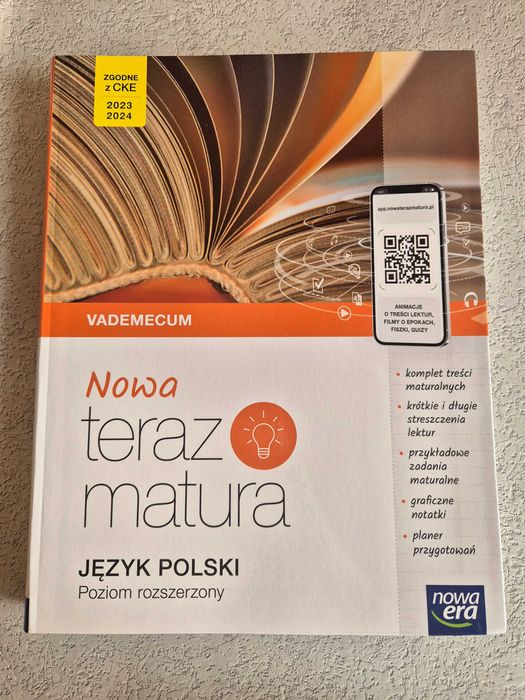 ZGODNE
z CKE
2023
2024
app.nowaterazmatura.pl
ANIMACJE
O TREŚCI LEKTUR,
FILMY O EPOKACH,
FISZKI, QUIZY
VADEMECUM
Nowa
teraz
matura
JĘZYK POLSKI
Poziom rozszerzony
• komplet treści
maturalnych
• krótkie i długie
streszczenia
lektur
• przykładowe
zadania
maturalne
• graficzne
notatki
• planer
przygotowań
nowa
era